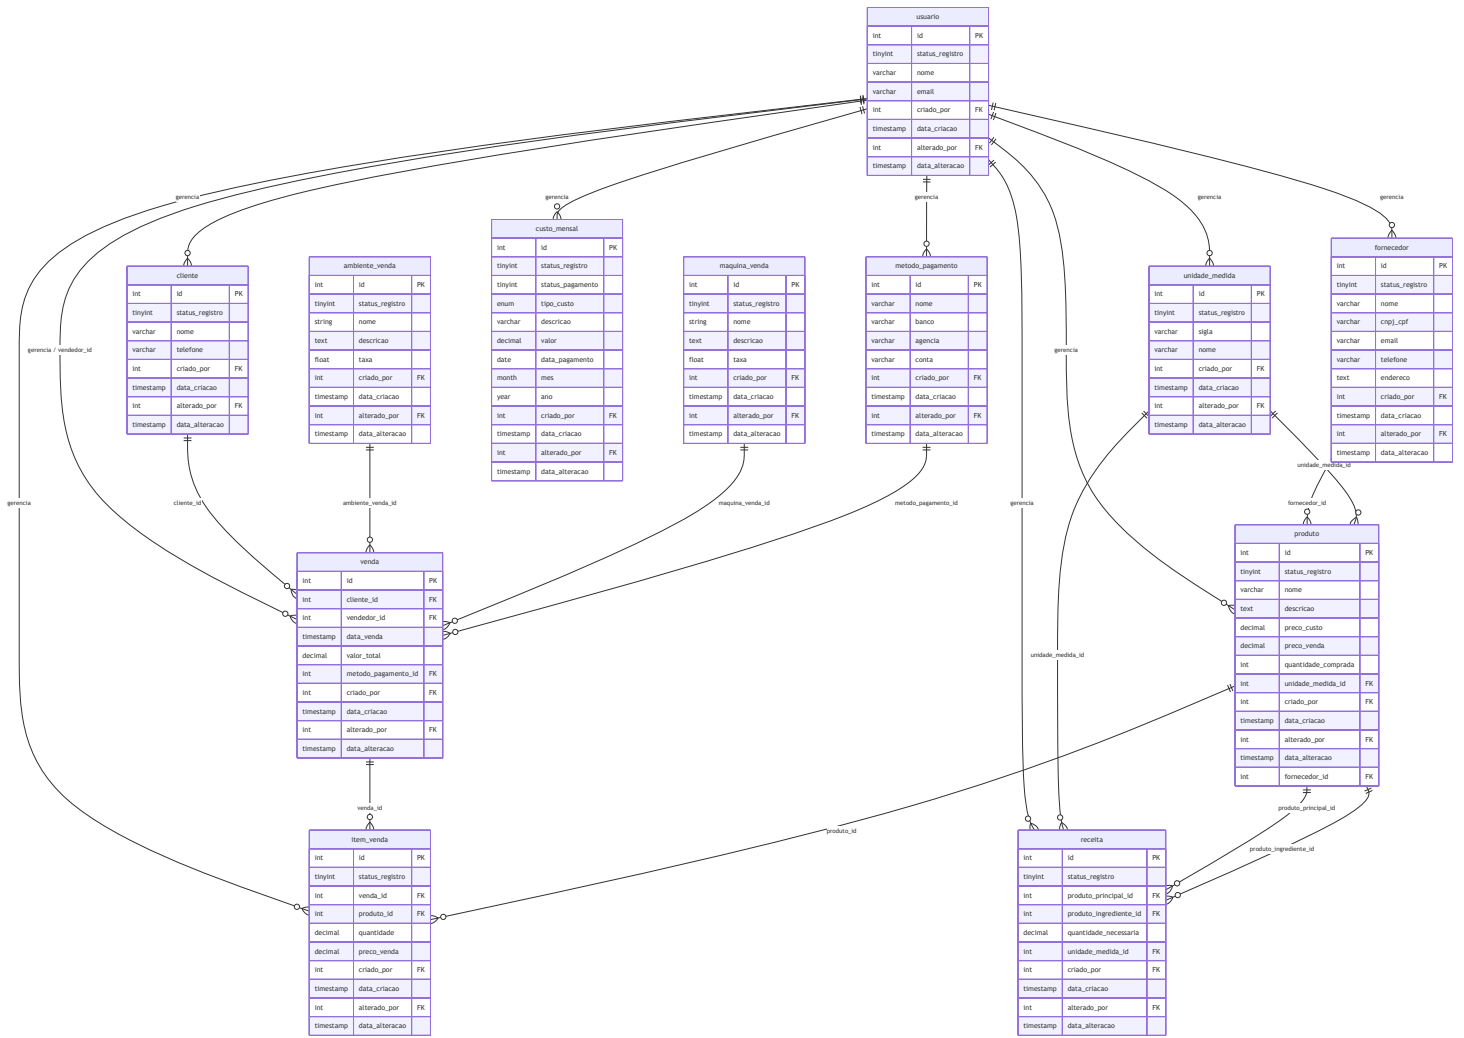 usuario
int id PK
tinyint status_registro
varchar nome
varchar email
int criado_por FK
timestamp data_criacao
int alterado_por FK
timestamp data_alteracao
gerencia
gerencia
gerencia
gerencia
gerencia
gerencia / vendedor_id
gerencia
gerencia
gerencia
cliente
int id PK
tinyint status_registro
varchar nome
varchar telefone
int criado_por FK
timestamp data_criacao
int alterado_por FK
timestamp data_alteracao
ambiente_venda
int id PK
tinyint status_registro
string nome
text descricao
float taxa
int criado_por FK
timestamp data_criacao
int alterado_por FK
timestamp data_alteracao
custo_mensal
int id PK
tinyint status_registro
tinyint status_pagamento
enum tipo_custo
varchar descricao
decimal valor
date data_pagamento
month mes
year ano
int criado_por FK
timestamp data_criacao
int alterado_por FK
timestamp data_alteracao
maquina_venda
int id PK
tinyint status_registro
string nome
text descricao
float taxa
int criado_por FK
timestamp data_criacao
int alterado_por FK
timestamp data_alteracao
metodo_pagamento
int id PK
varchar nome
varchar banco
varchar agencia
varchar conta
int criado_por FK
timestamp data_criacao
int alterado_por FK
timestamp data_alteracao
unidade_medida
int id PK
tinyint status_registro
varchar sigla
varchar nome
int criado_por FK
timestamp data_criacao
int alterado_por FK
timestamp data_alteracao
fornecedor
int id PK
tinyint status_registro
varchar nome
varchar cnpj_cpf
varchar email
varchar telefone
text endereco
int criado_por FK
timestamp data_criacao
int alterado_por FK
timestamp data_alteracao
cliente_id
ambiente_venda_id
maquina_venda_id
metodo_pagamento_id
unidade_medida_id
fornecedor_id
venda
int id PK
int cliente_id FK
int vendedor_id FK
timestamp data_venda
decimal valor_total
int metodo_pagamento_id FK
int criado_por FK
timestamp data_criacao
int alterado_por FK
timestamp data_alteracao
produto
int id PK
tinyint status_registro
varchar nome
text descricao
decimal preco_custo
decimal preco_venda
int quantidade_comprada
int unidade_medida_id FK
int criado_por FK
timestamp data_criacao
int alterado_por FK
timestamp data_alteracao
int fornecedor_id FK
unidade_medida_id
venda_id
produto_id
produto_principal_id
produto_ingrediente_id
item_venda
int id PK
tinyint status_registro
int venda_id FK
int produto_id FK
decimal quantidade
decimal preco_venda
int criado_por FK
timestamp data_criacao
int alterado_por FK
timestamp data_alteracao
receita
int id PK
tinyint status_registro
int produto_principal_id FK
int produto_ingrediente_id FK
decimal quantidade_necessaria
int unidade_medida_id FK
int criado_por FK
timestamp data_criacao
int alterado_por FK
timestamp data_alteracao